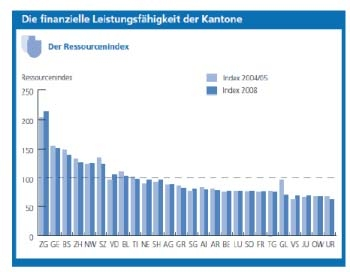 Die finanzielle Leistungsfähigkeit der Kantone
Der Ressourcenindex
Ressourcenindex
Index 2004/05
Index 2008
250
200
150
100
50
0
ZG GE BS ZH NW SZ VD BL TI NE SH AG GR SG AI AR BE LU SO FR TG GL VS JU OW UR